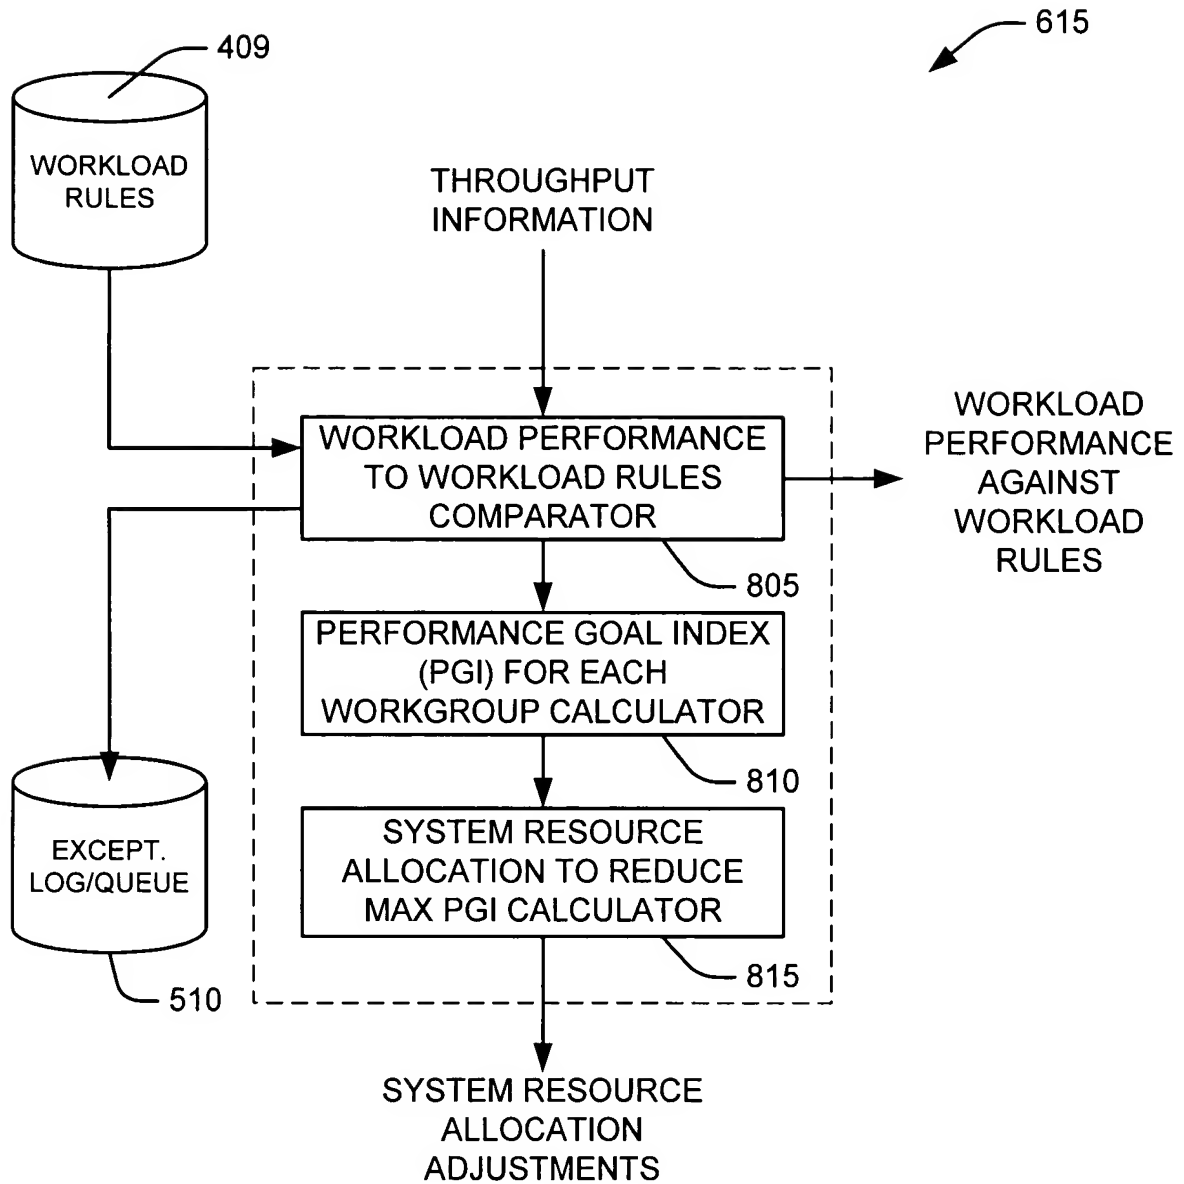 615
409
WORKLOAD
RULES
THROUGHPUT
INFORMATION
WORKLOAD PERFORMANCE
TO WORKLOAD RULES
COMPARATOR
805
WORKLOAD
PERFORMANCE
AGAINST
WORKLOAD
RULES
PERFORMANCE GOAL INDEX
(PGI) FOR EACH
WORKGROUP CALCULATOR
810
SYSTEM RESOURCE
ALLOCATION TO REDUCE
MAX PGI CALCULATOR
815
EXCEPT.
LOG/QUEUE
510
SYSTEM RESOURCE
ALLOCATION
ADJUSTMENTS